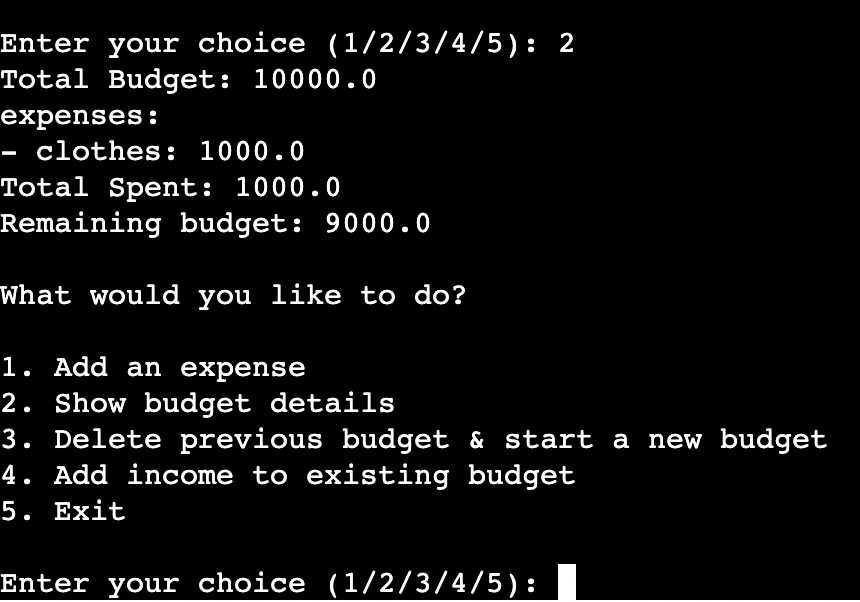 Enter your choice (1/2/3/4/5): 2
Total Budget: 10000.0
expenses:
- clothes: 1000.0
Total Spent: 1000.0
Remaining budget: 9000.0
What would you like to do?
1. Add an expense
2. Show budget details
3. Delete previous budget & start a new budget
4. Add income to existing budget
5. Exit
Enter your choice (1/2/3/4/5):